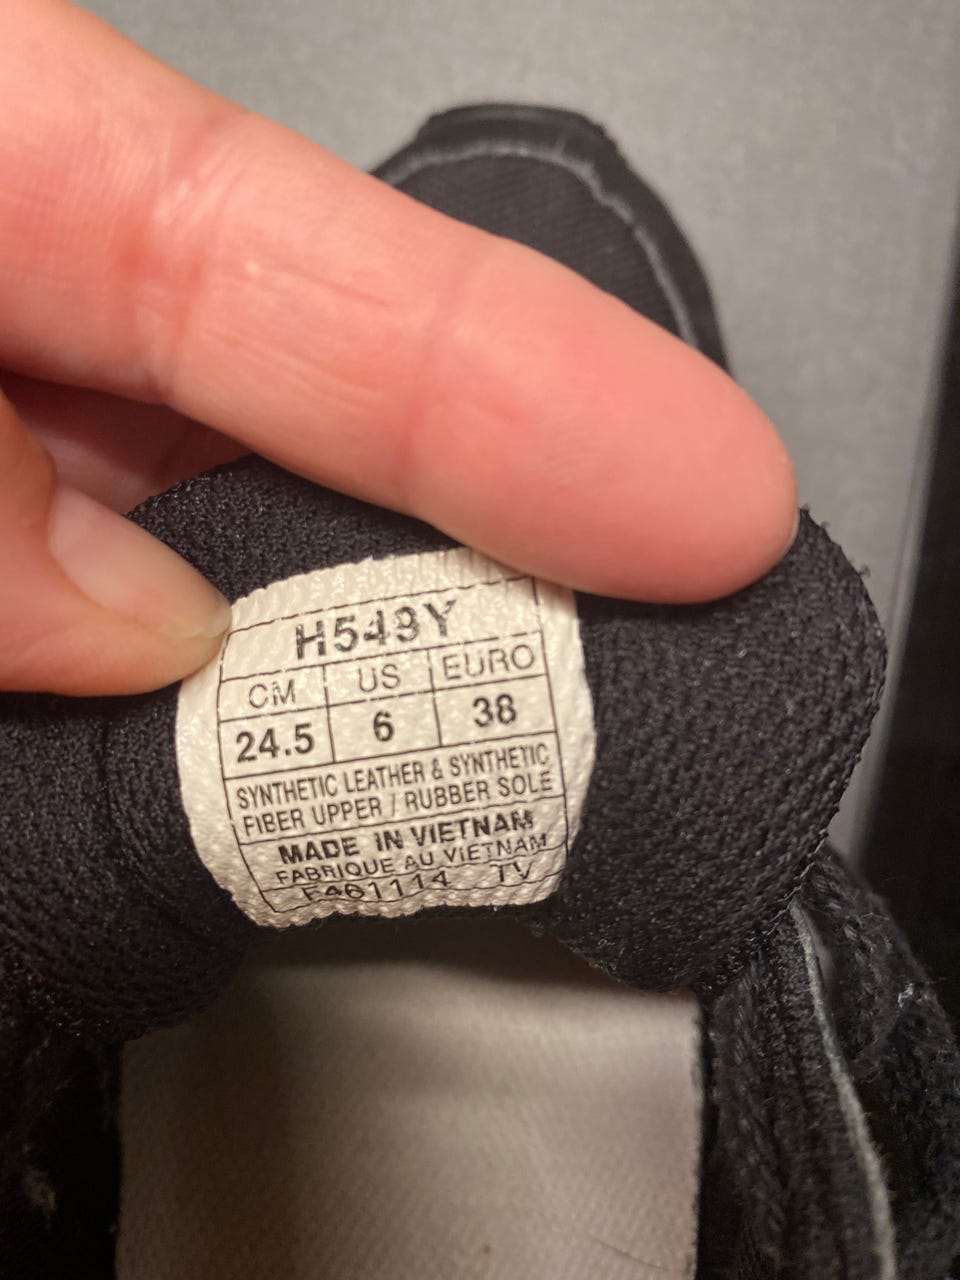 H549Y
CM US EURO
24.5 6 38
SYNTHETIC LEATHER & SYNTHETIC
FIBER UPPER / RUBBER SOLE
MADE IN VIETNAM
FABRIQUE AU VIETNAM
F461114 TV